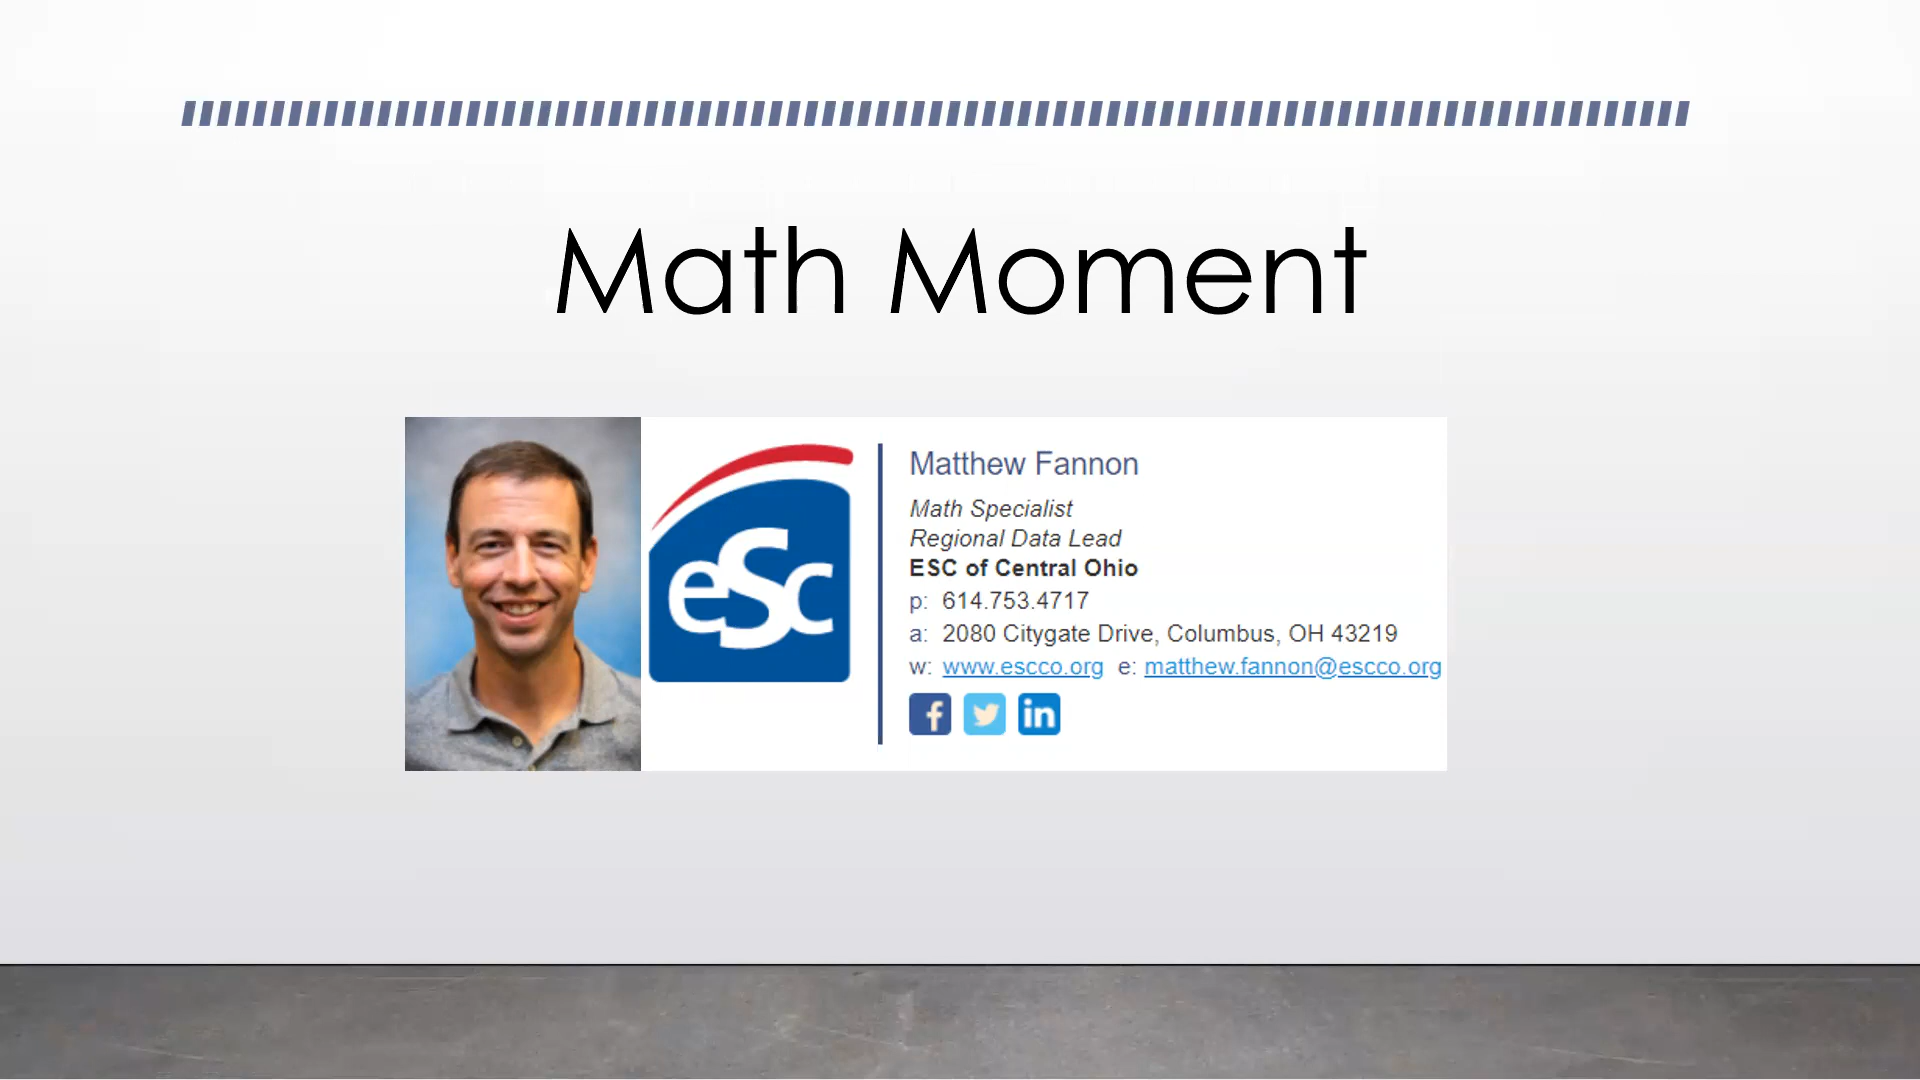 Math Moment
esc
Matthew Fannon
Math Specialist
Regional Data Lead
ESC of Central Ohio
p: 614.753.4717
a: 2080 Citygate Drive, Columbus, OH 43219
w: www.escco.org e: matthew.fannon@escco.org
f in